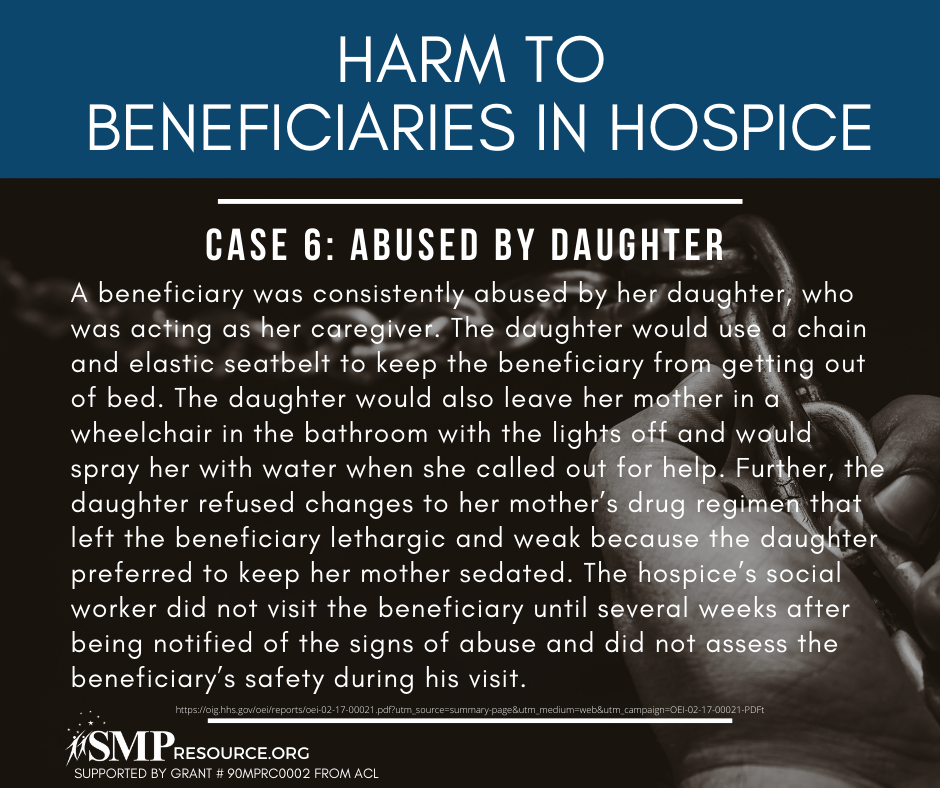 HARM TO
BENEFICIARIES IN HOSPICE
CASE 6: ABUSED BY DAUGHTER
A beneficiary was consistently abused by her daughter, who
was acting as her caregiver. The daughter would use a chain
and elastic seatbelt to keep the beneficiary from getting out
of bed. The daughter would also leave her mother in a
wheelchair in the bathroom with the lights off and would
spray her with water when she called out for help. Further, the
daughter refused changes to her mother's drug regimen that
left the beneficiary lethargic and weak because the daughter
preferred to keep her mother sedated. The hospice's social
worker did not visit the beneficiary until several weeks after
being notified of the signs of abuse and did not assess the
beneficiary's safety during his visit.
https://oig.hhs.gov/oei/reports/oei-02-17-00021.pdf?utm_source=summary-page&utm_medium=web&utm_campaign=OEI-02-17-00021-PDFt
SMPRESOURCE.ORG
SUPPORTED BY GRANT # 90MPRC0002 FROM ACL